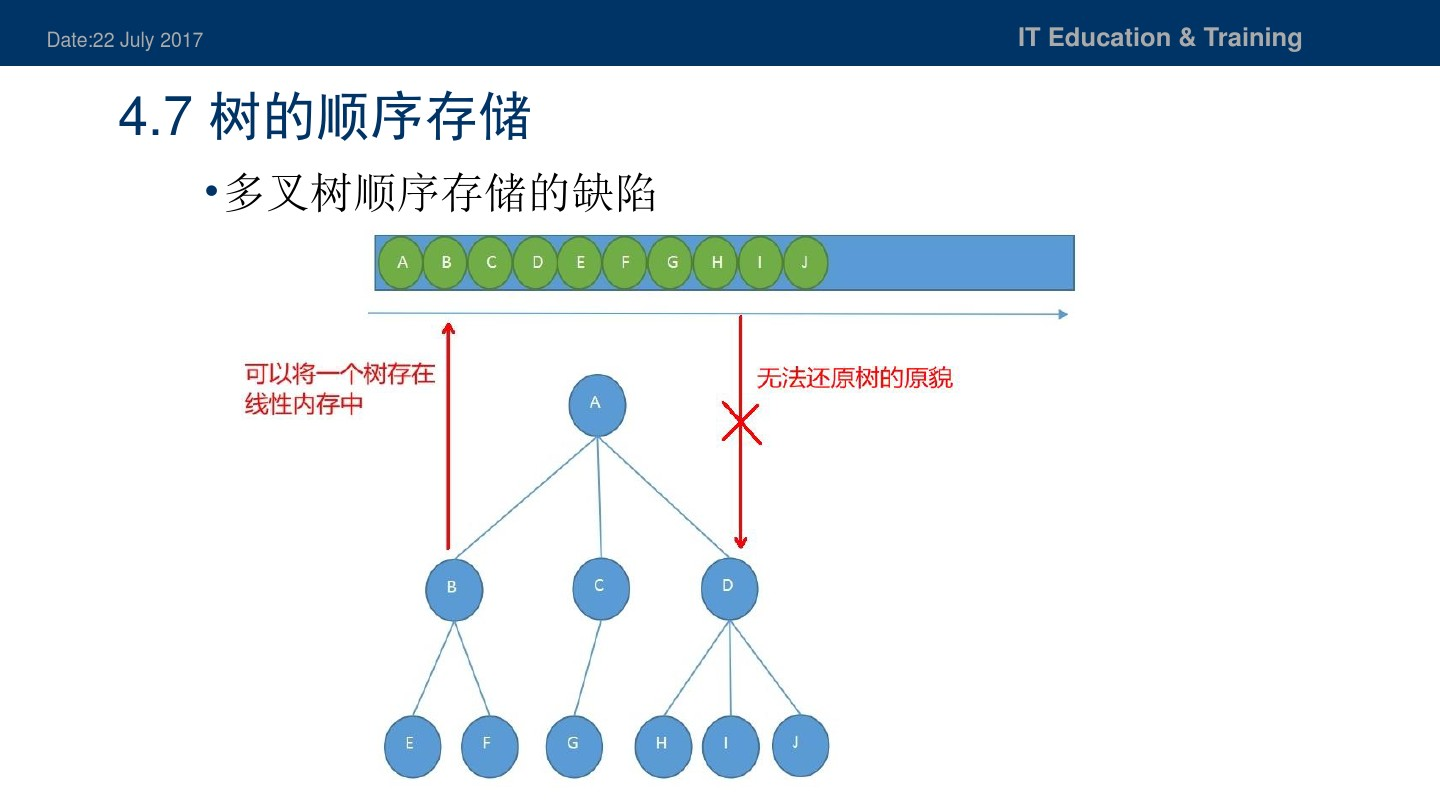 Date:22 July 2017
IT Education & Training
4.7 树的顺序存储
•多叉树顺序存储的缺陷
A B C D E F G H I J
可以将一个树存在
线性内存中
无法还原树的原貌
A
B C D
E F G H I J